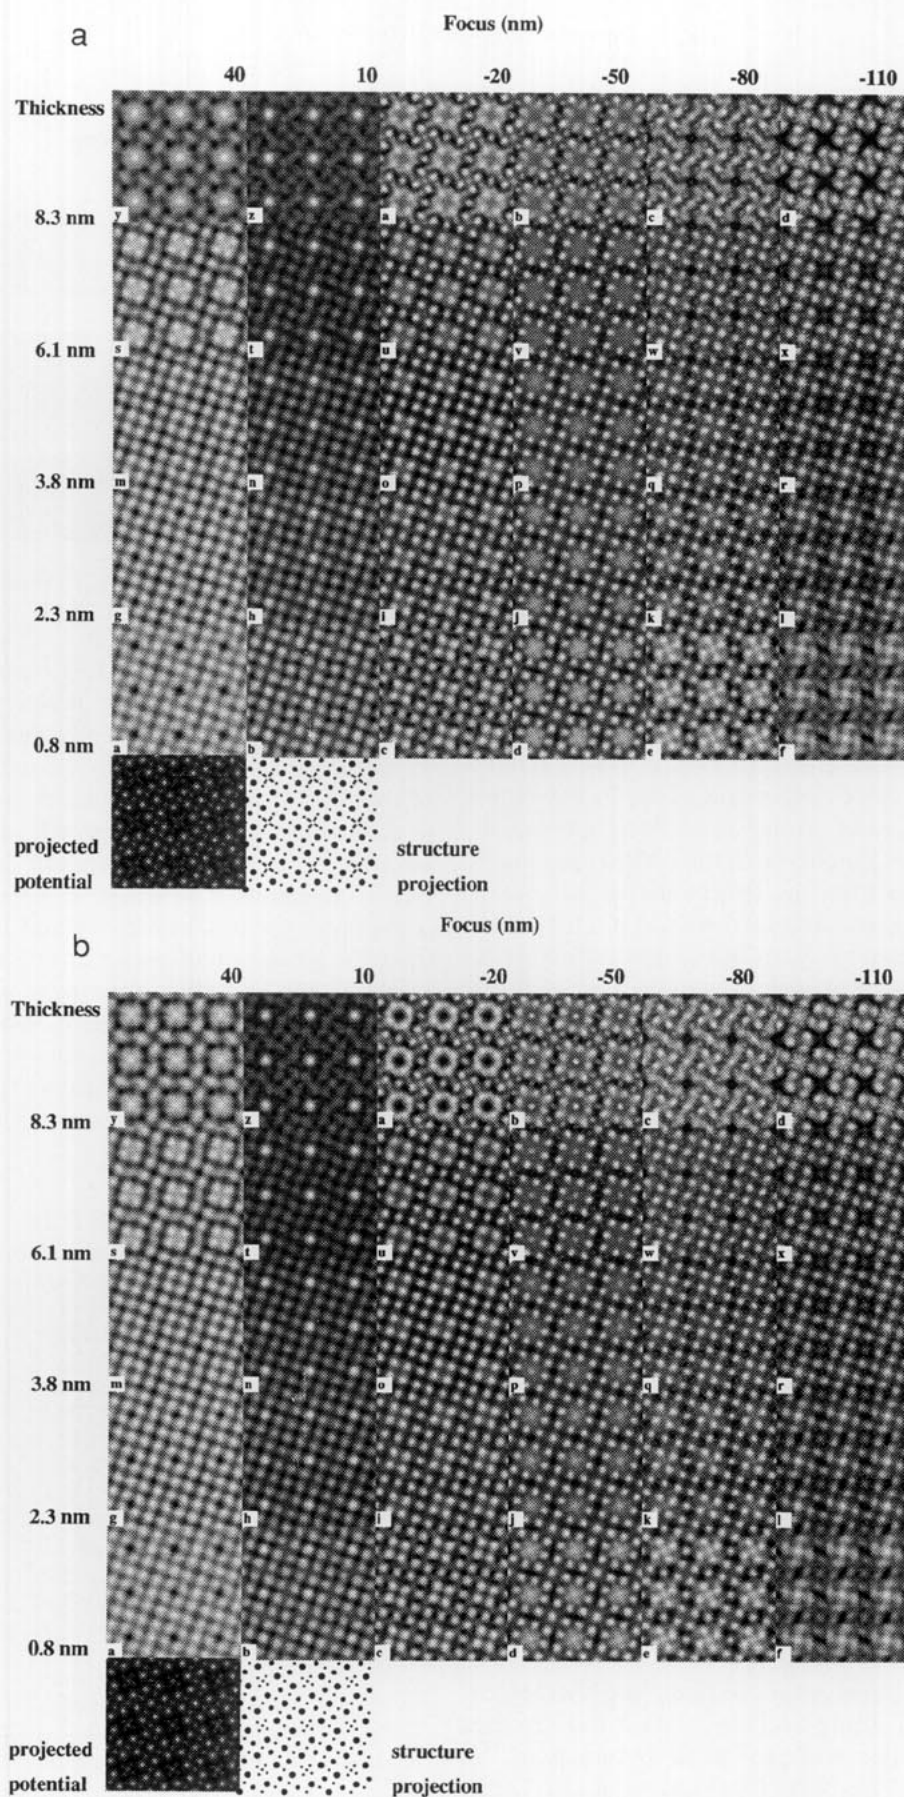 a
Focus (nm)
40 10 -20 -50 -80 -110
Thickness
y z a b c d
8.3 nm
s t u v w x
6.1 nm
m n o p q r
3.8 nm
g h i j k l
2.3 nm
a b c d e f
0.8 nm
projected structure
potential projection
b
Focus (nm)
40 10 -20 -50 -80 -110
Thickness
y z a b c d
8.3 nm
s t u v w x
6.1 nm
m n o p q r
3.8 nm
g h i j k l
2.3 nm
a b c d e f
0.8 nm
projected structure
potential projection